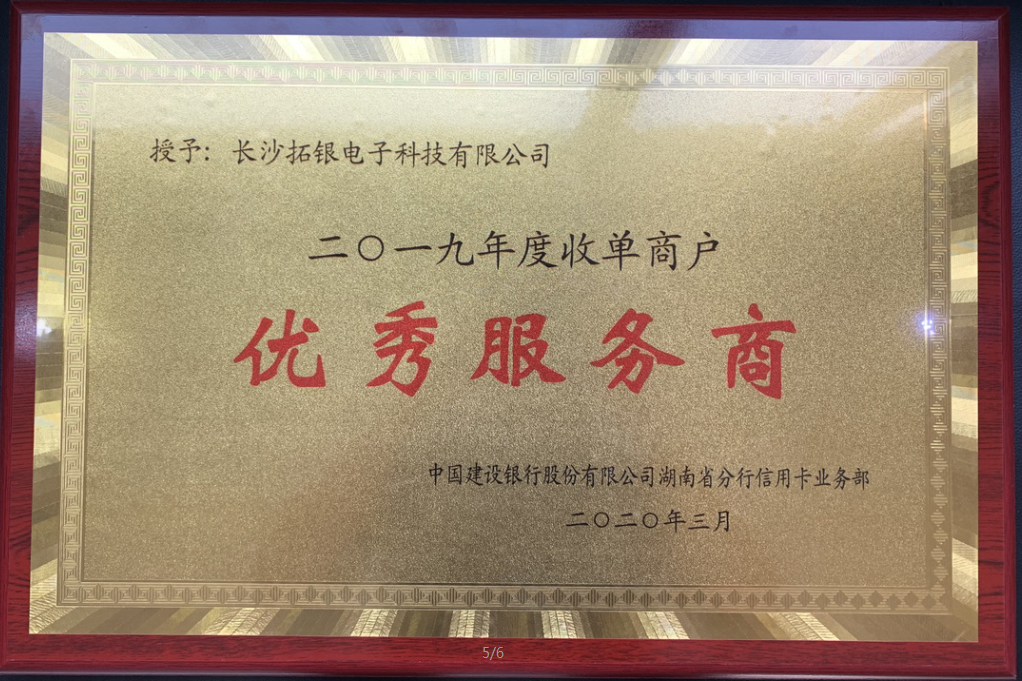 授予：长沙拓银电子科技有限公司
二〇一九年度收单商户
优秀服务商
中国建设银行股份有限公司湖南省分行信用卡业务部
二〇二〇年三月
5/6